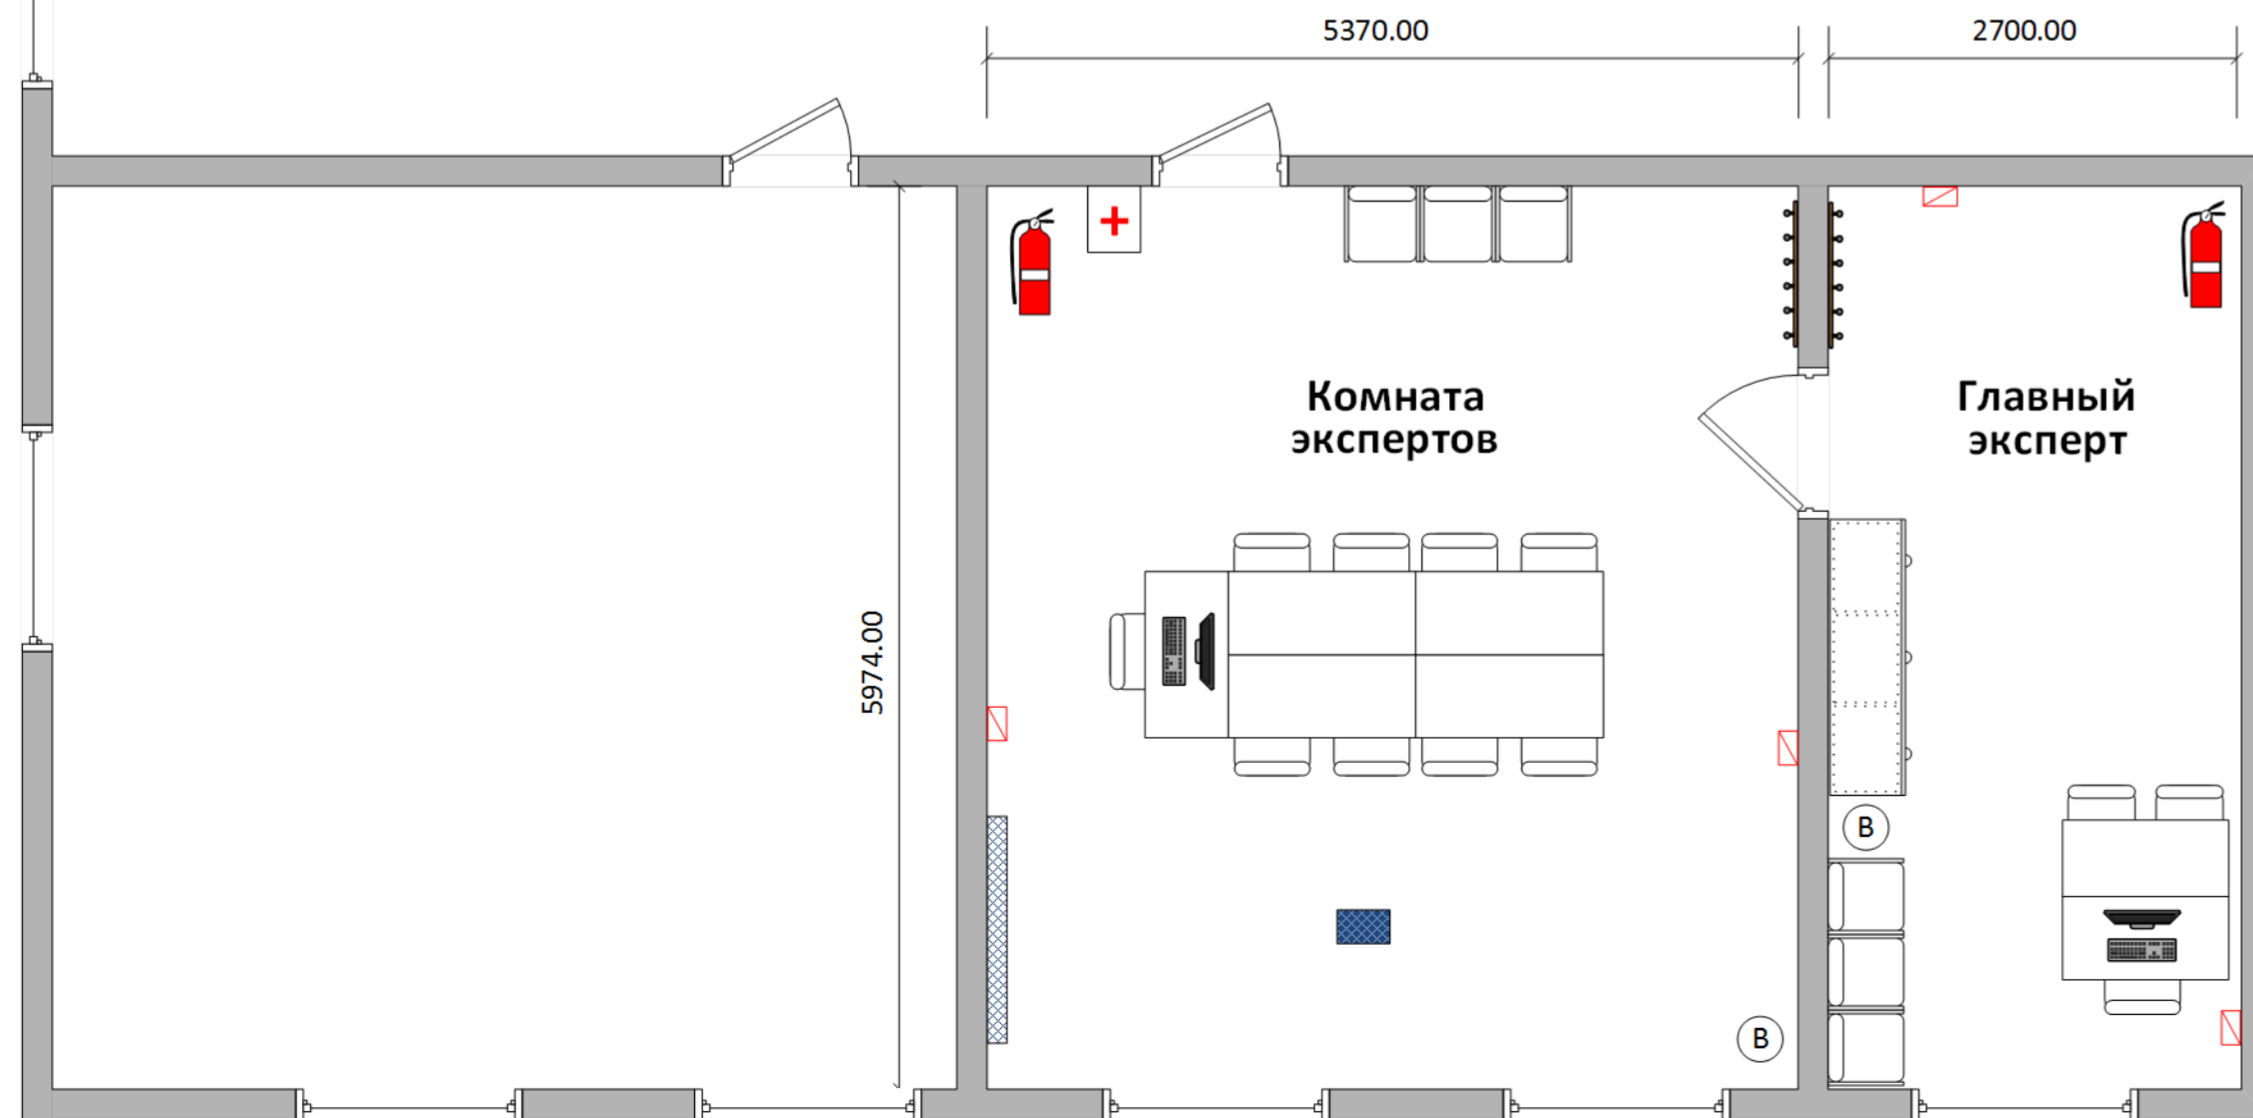 5370.00
2700.00
Комната
экспертов
Главный
эксперт
5974.00
В
В